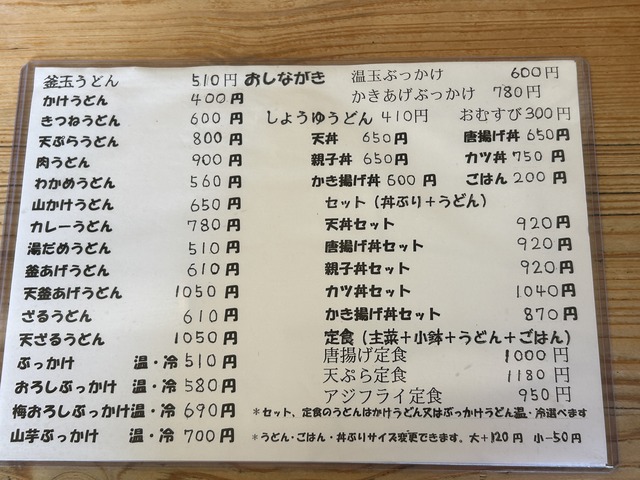 おしながき
釜玉うどん 510円
かけうどん 400円
きつねうどん 600円
天ぷらうどん 800円
肉うどん 900円
わかめうどん 560円
山かけうどん 650円
カレーうどん 780円
湯だめうどん 510円
釜あげうどん 610円
天釜あげうどん 1050円
ざるうどん 610円
天ざるうどん 1050円
ぶっかけ 温・冷 510円
おろしぶっかけ 温・冷 580円
梅おろしぶっかけ 温・冷 690円
山芋ぶっかけ 温・冷 700円
温玉ぶっかけ 600円
かきあげぶっかけ 780円
しょうゆうどん 410円 おむすび 300円
天丼 650円 唐揚げ丼 650円
親子丼 650円 カツ丼 750円
かき揚げ丼 600円 ごはん 200円
セット（丼ぶり＋うどん）
天丼セット 920円
唐揚げ丼セット 920円
親子丼セット 920円
カツ丼セット 1040円
かき揚げ丼セット 870円
定食（主菜＋小鉢＋うどん＋ごはん）
唐揚げ定食 1000円
天ぷら定食 1180円
アジフライ定食 950円
＊セット、定食のうどんはかけうどん又はぶっかけうどん温・冷選べます
＊うどん・ごはん・丼ぶりサイズ変更できます。大＋120円 小－50円